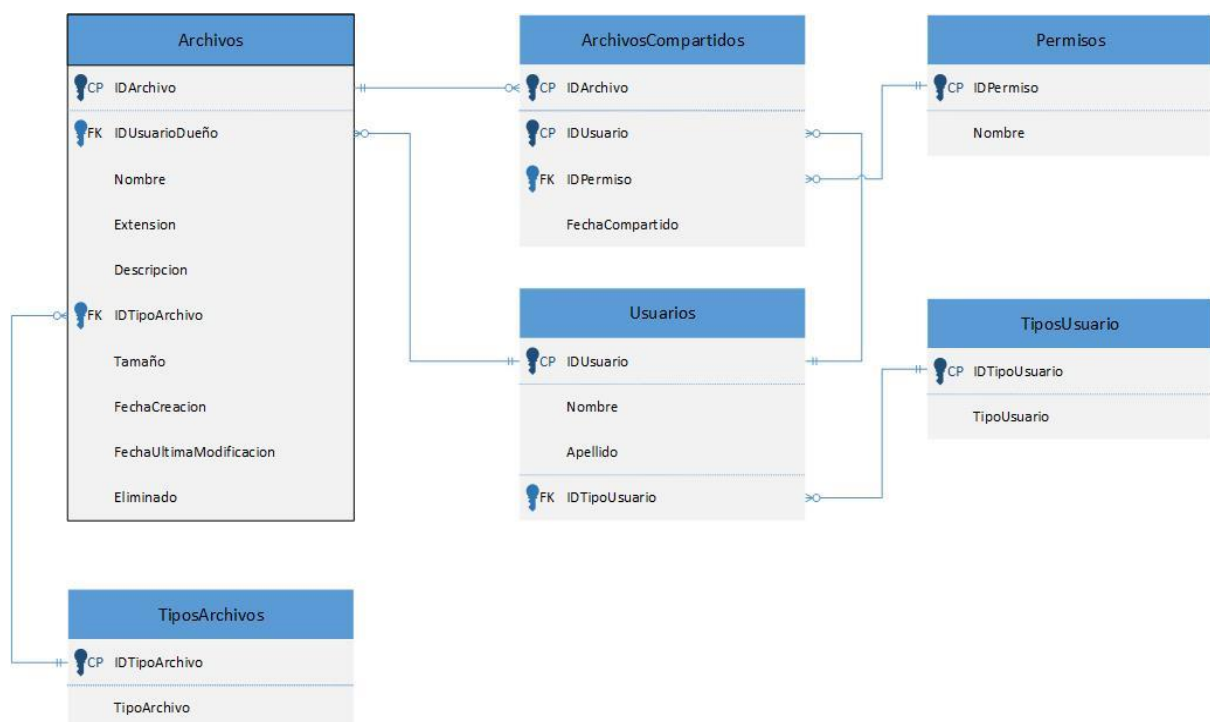 Archivos
CP IDArchivo
FK IDUsuarioDueño
Nombre
Extension
Descripcion
FK IDTipoArchivo
Tamaño
FechaCreacion
FechaUltimaModificacion
Eliminado
ArchivosCompartidos
CP IDArchivo
CP IDUsuario
FK IDPermiso
FechaCompartido
Permisos
CP IDPermiso
Nombre
Usuarios
CP IDUsuario
Nombre
Apellido
FK IDTipoUsuario
TiposUsuario
CP IDTipoUsuario
TipoUsuario
TiposArchivos
CP IDTipoArchivo
TipoArchivo